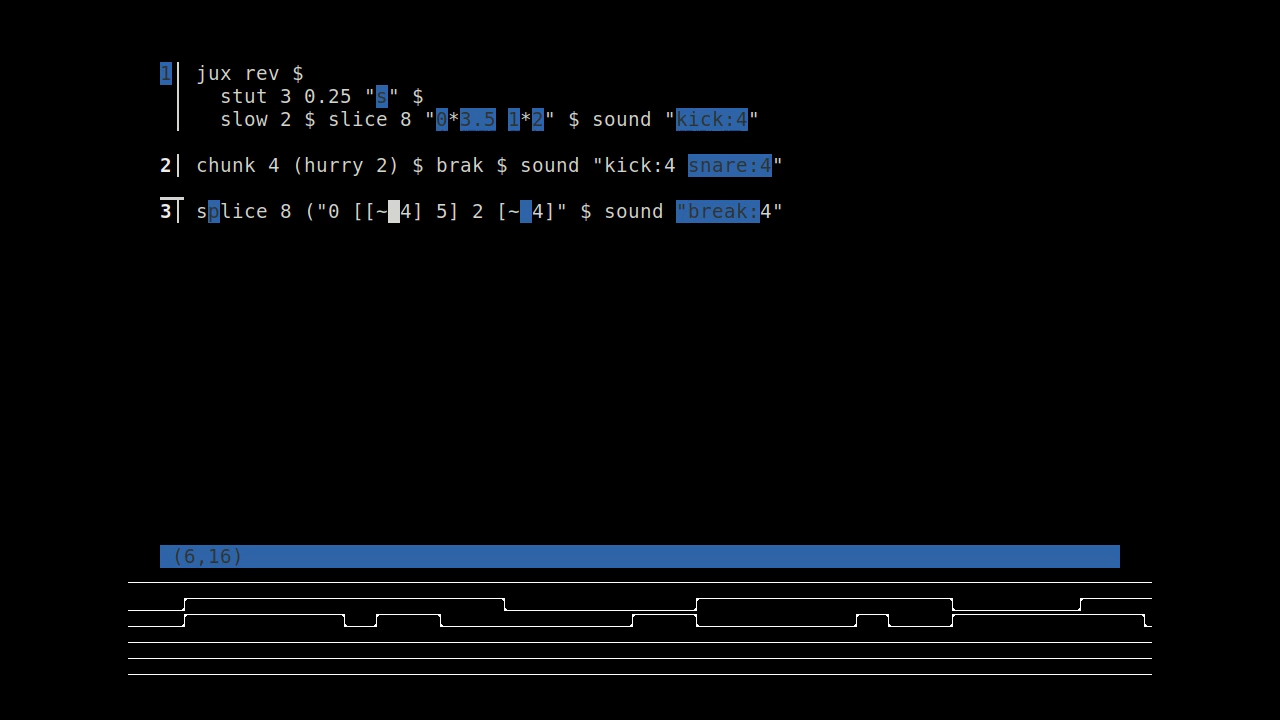 1 jux rev $
stut 3 0.25 "s" $
slow 2 $ slice 8 "0*3.5 1*2" $ sound "kick:4"
2 chunk 4 (hurry 2) $ brak $ sound "kick:4 snare:4"
3 splice 8 ("0 [[~ 4] 5] 2 [~ 4]" $ sound "break:4"
(6,16)